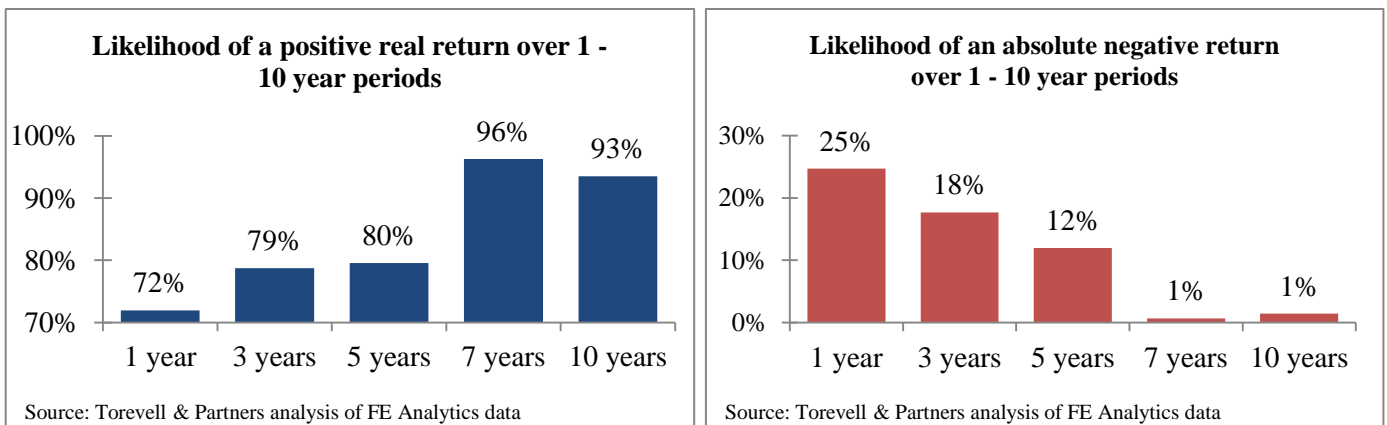 Likelihood of a positive real return over 1 -
10 year periods
100%
90%
80%
70%
72%
79%
80%
96%
93%
1 year
3 years
5 years
7 years
10 years
Source: Torevell & Partners analysis of FE Analytics data
Likelihood of an absolute negative return
over 1 - 10 year periods
30%
20%
10%
0%
25%
18%
12%
1%
1%
1 year
3 years
5 years
7 years
10 years
Source: Torevell & Partners analysis of FE Analytics data